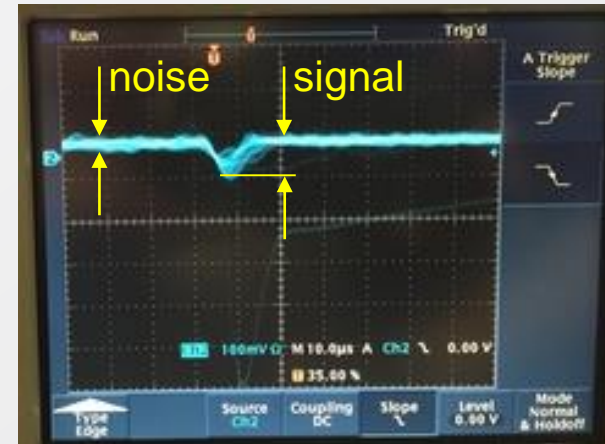 Run
Trig'd
noise
signal
A Trigger
Slope
2
Ch2 100mV Ω M 10.0µs A Ch2 0.00 V
35.00 %
Type
Edge
Source
Ch2
Coupling
DC
Slope
Level
0.00 V
Mode
Normal
& Holdoff